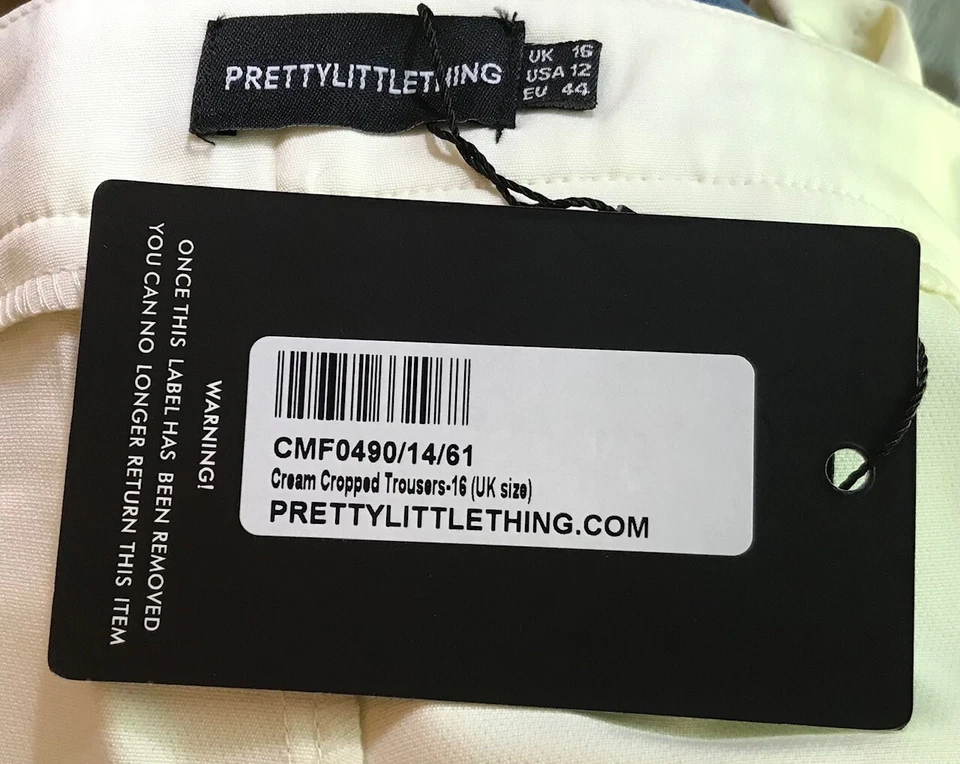 PRETTYLITTLETHING
UK 16
USA 12
EU 44
WARNING!
ONCE THIS LABEL HAS BEEN REMOVED
YOU CAN NO LONGER RETURN THIS ITEM
CMF0490/14/61
Cream Cropped Trousers-16 (UK size)
PRETTYLITTLETHING.COM